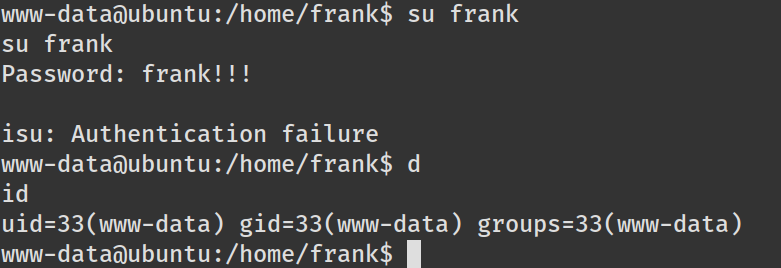 www-data@ubuntu:/home/frank$ su frank
su frank
Password: frank!!!

isu: Authentication failure
www-data@ubuntu:/home/frank$ d
id
uid=33(www-data) gid=33(www-data) groups=33(www-data)
www-data@ubuntu:/home/frank$